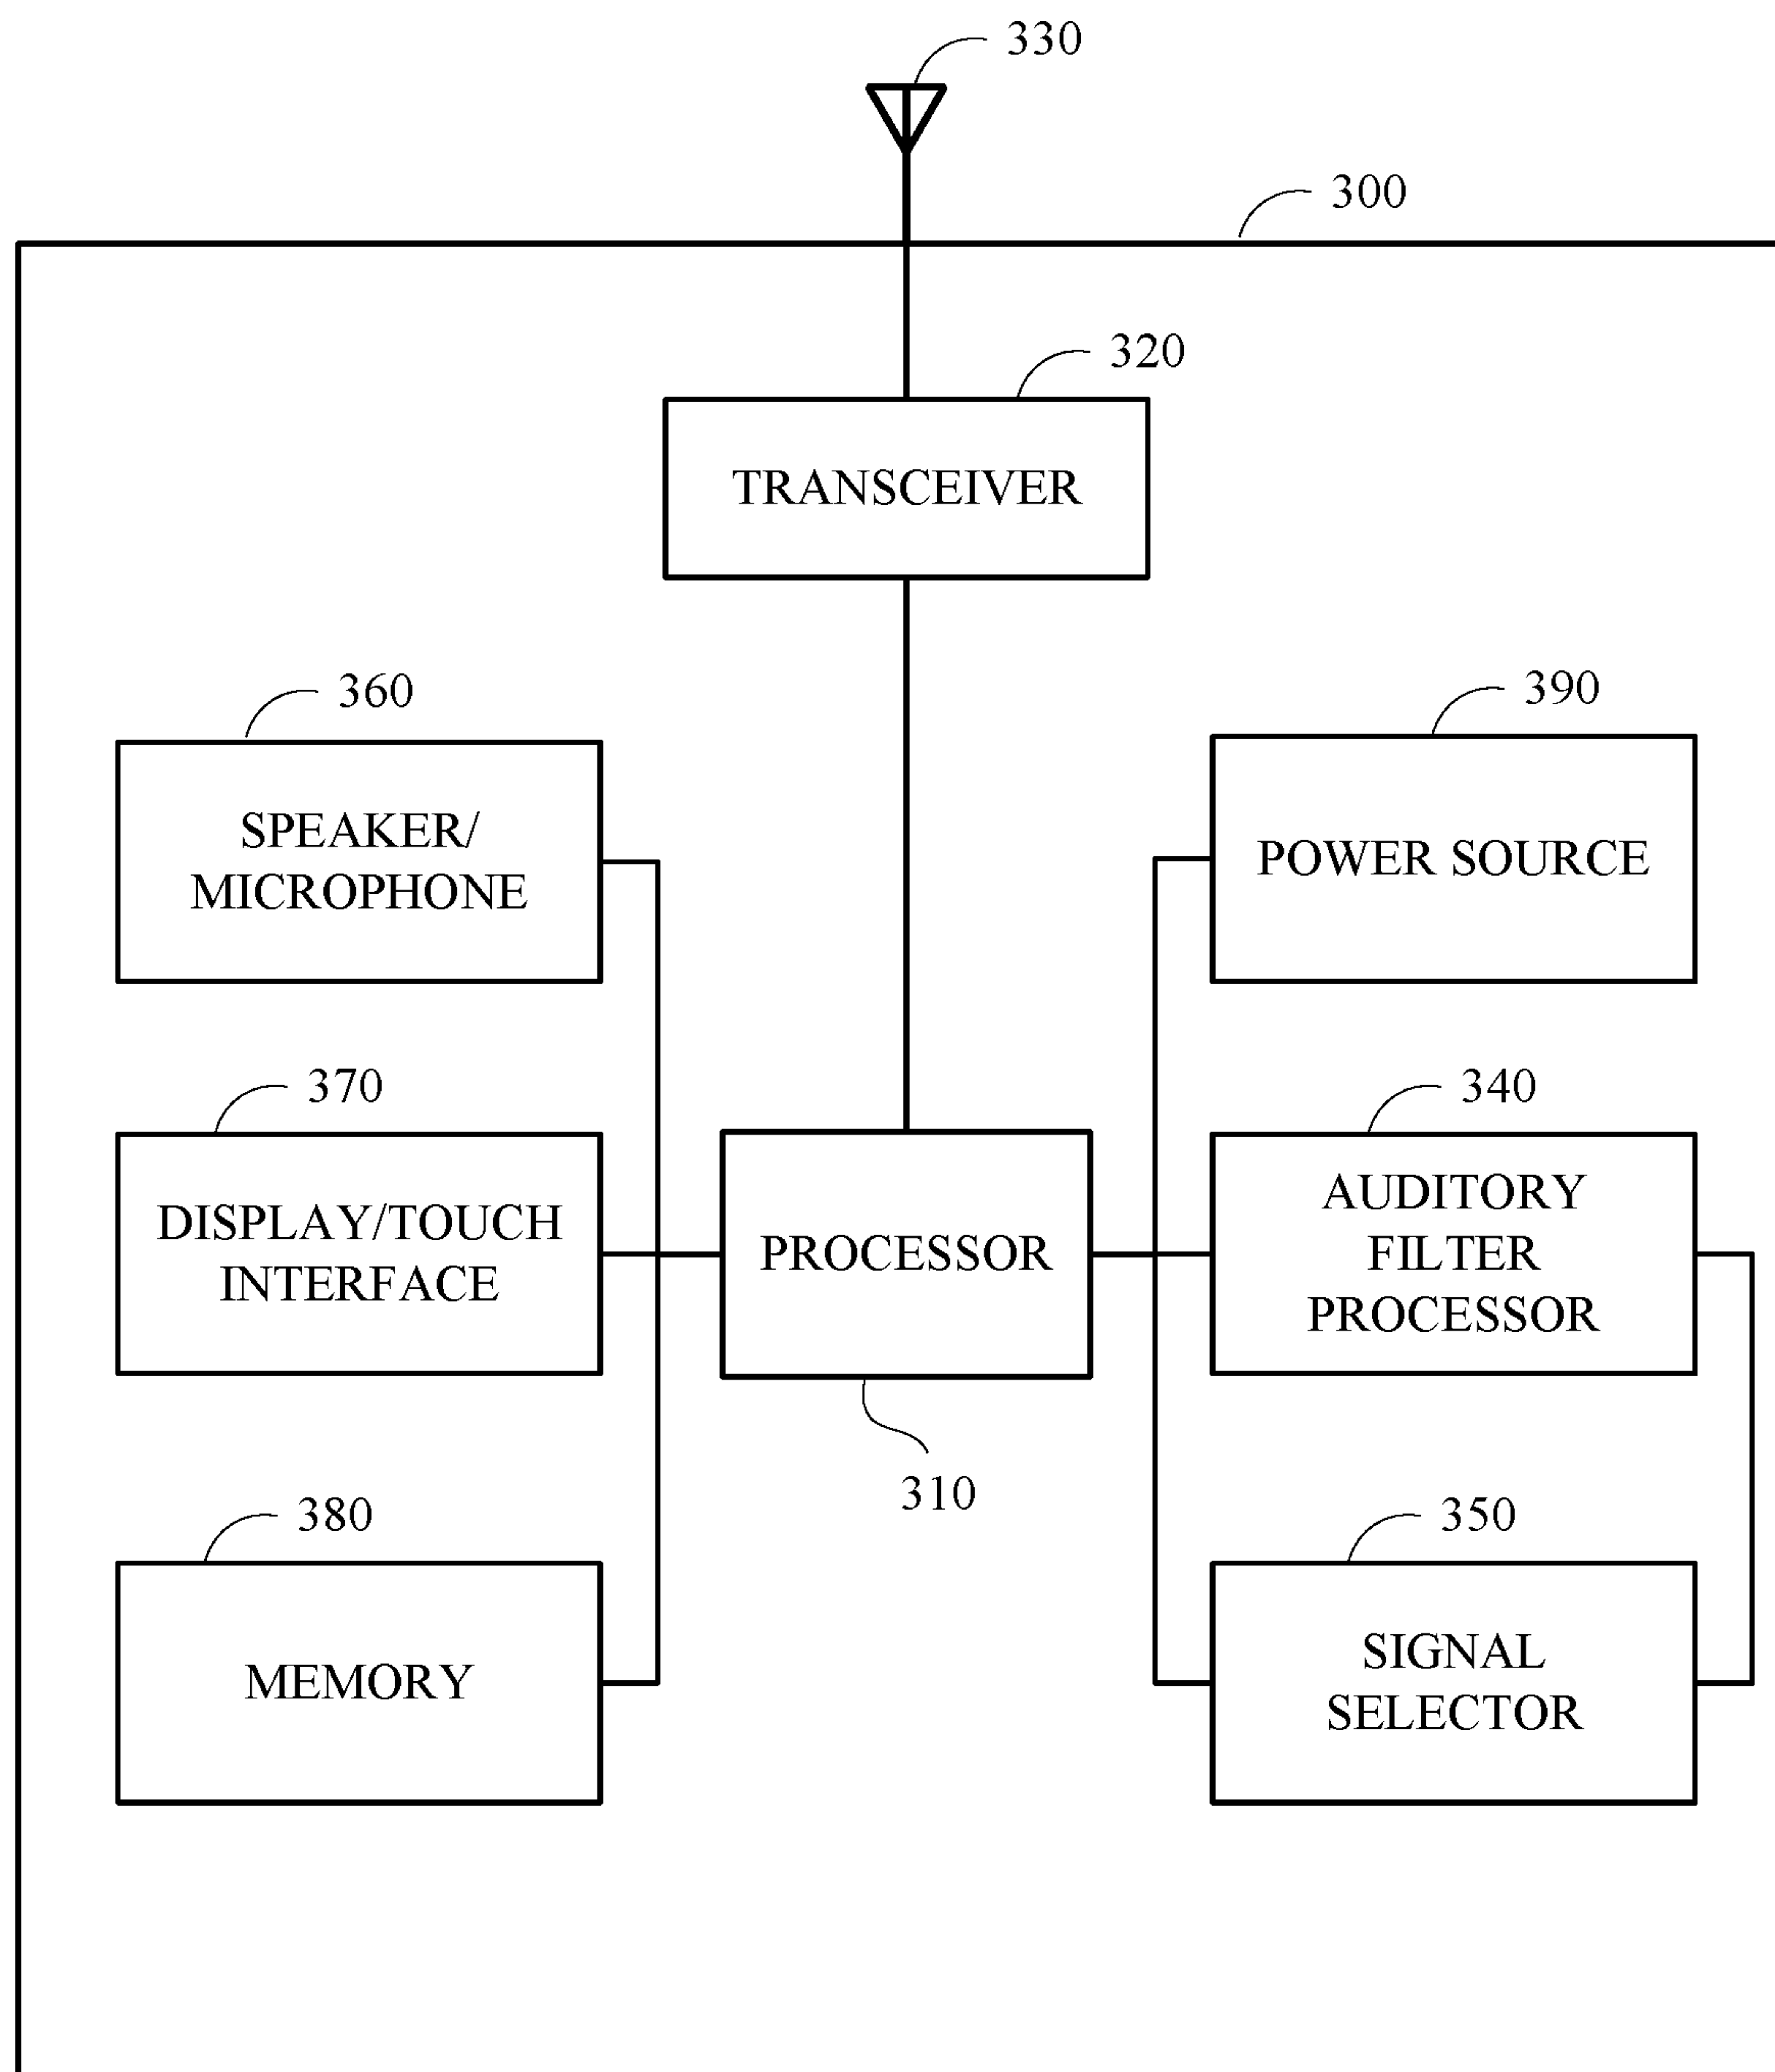 330
300
320
TRANSCEIVER
360
390
SPEAKER/
MICROPHONE
POWER SOURCE
370
340
DISPLAY/TOUCH
INTERFACE
PROCESSOR
AUDITORY
FILTER
PROCESSOR
310
380
350
MEMORY
SIGNAL
SELECTOR